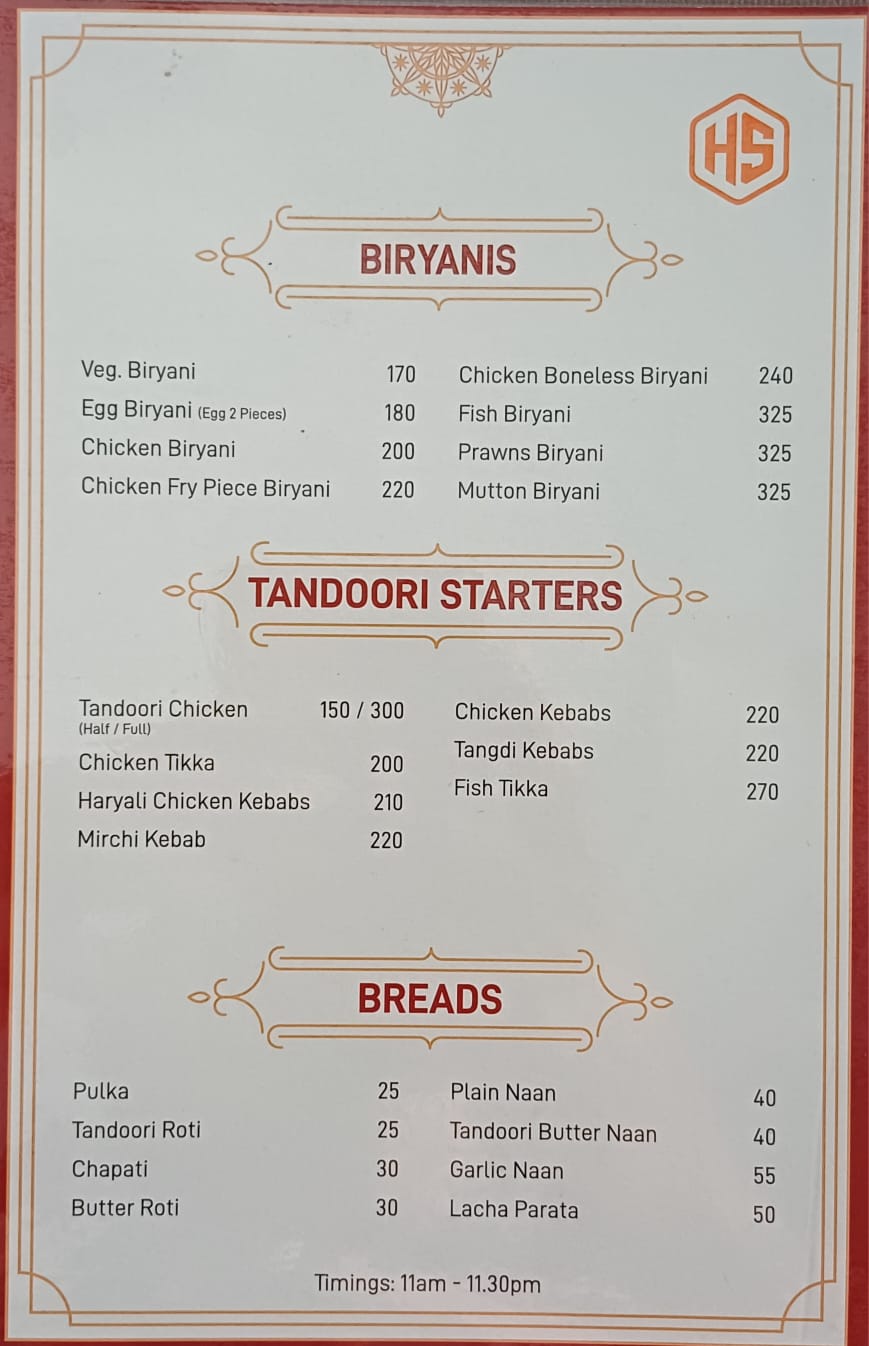 HS
BIRYANIS
Veg. Biryani 170
Egg Biryani (Egg 2 Pieces) 180
Chicken Biryani 200
Chicken Fry Piece Biryani 220
Chicken Boneless Biryani 240
Fish Biryani 325
Prawns Biryani 325
Mutton Biryani 325
TANDOORI STARTERS
Tandoori Chicken 150 / 300
(Half / Full)
Chicken Tikka 200
Haryali Chicken Kebabs 210
Mirchi Kebab 220
Chicken Kebabs 220
Tangdi Kebabs 220
Fish Tikka 270
BREADS
Pulka 25
Tandoori Roti 25
Chapati 30
Butter Roti 30
Plain Naan 40
Tandoori Butter Naan 40
Garlic Naan 55
Lacha Parata 50
Timings: 11am - 11.30pm